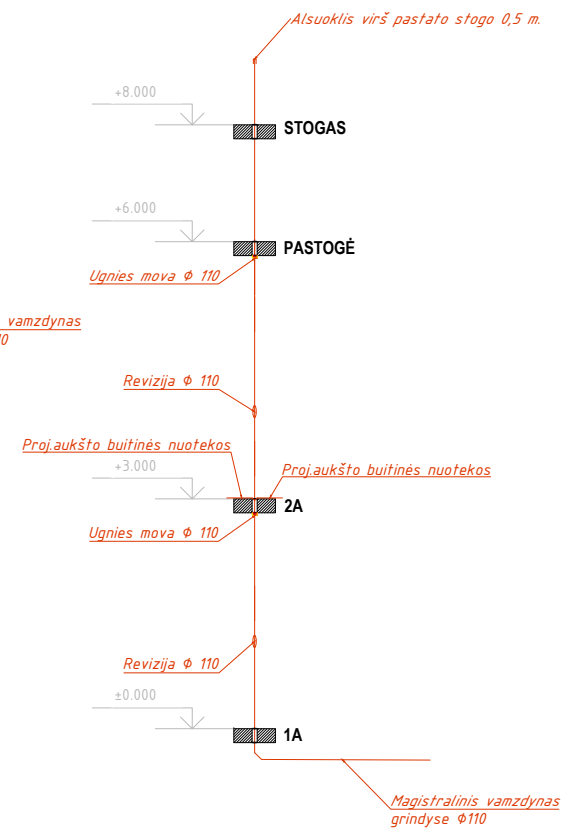 Alsuoklis virš pastato stogo 0,5 m.
+8.000
STOGAS
+6.000
PASTOGĖ
Ugnies mova Φ 110
vamzdynas
Revizija Φ 110
Proj.aukšto buitinės nuotekos
+3.000
Proj.aukšto buitinės nuotekos
2A
Ugnies mova Φ 110
Revizija Φ 110
±0.000
1A
Magistralinis vamzdynas
grindyse Φ110